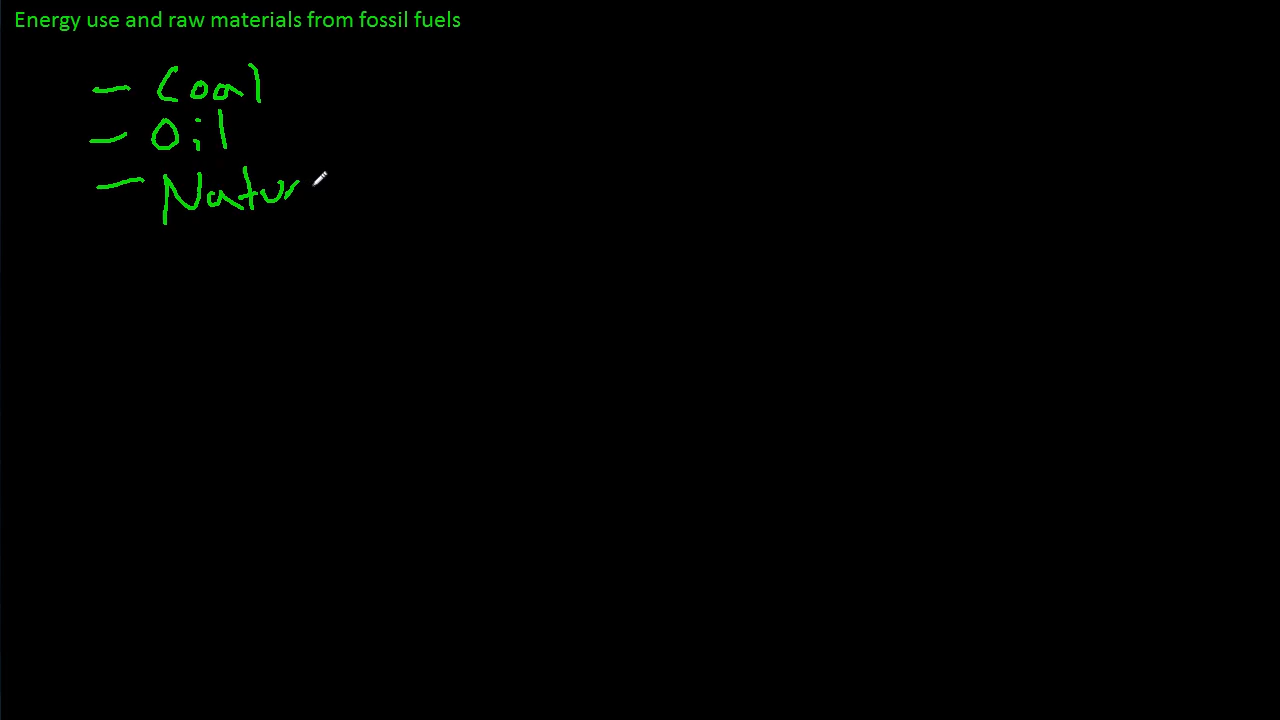 Energy use and raw materials from fossil fuels
- Coal
- Oil
- Natur